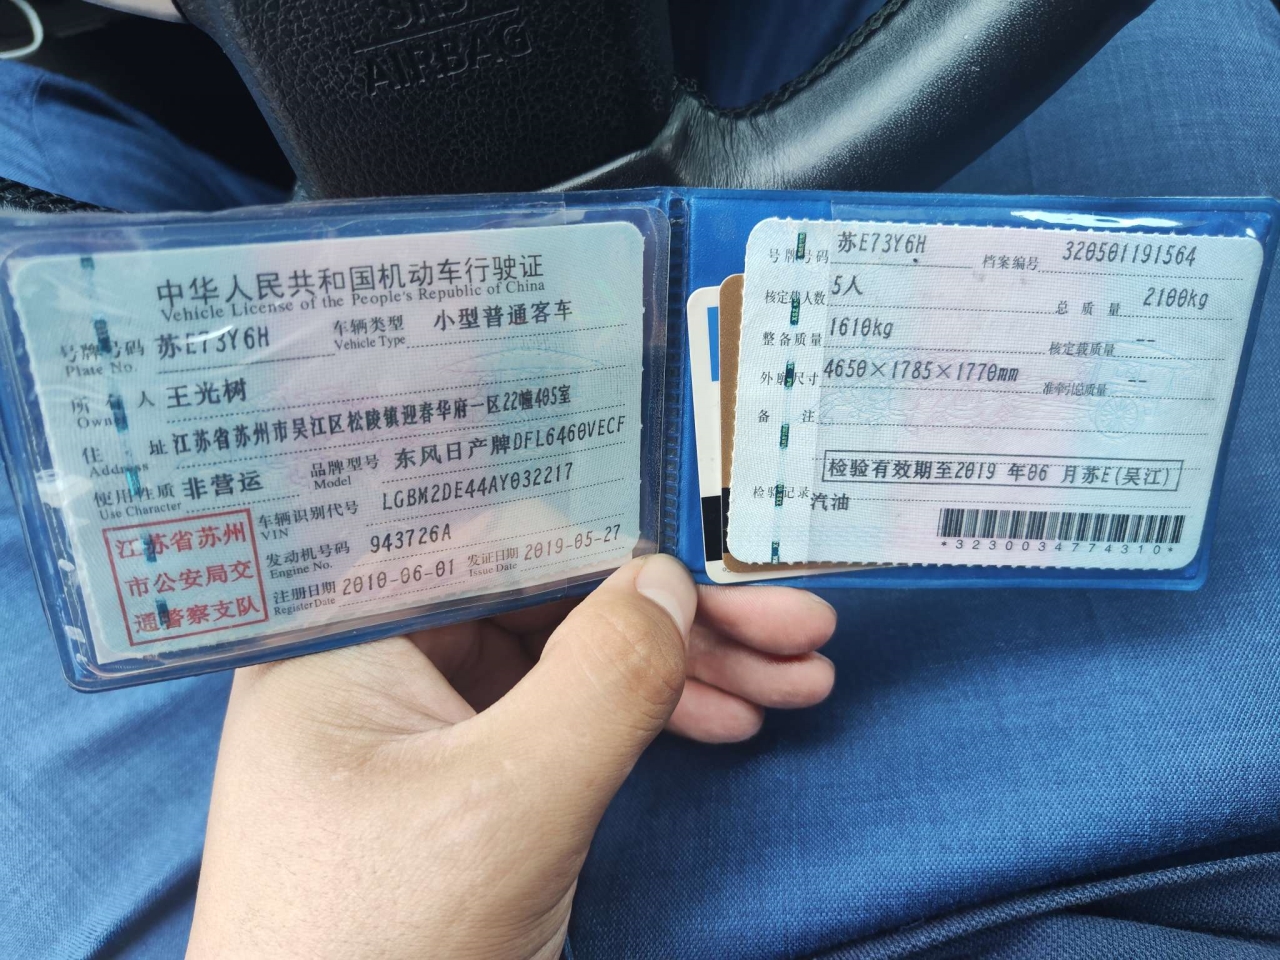 SRS
AIRBAG
中华人民共和国机动车行驶证
Vehicle License of the People's Republic of China
号牌号码 苏E73Y6H 车辆类型 小型普通客车
Plate No. Vehicle Type
所有人 王光树
Owner
住址 江苏省苏州市吴江区松陵镇迎春华府一区22幢405室
Address
使用性质 非营运 品牌型号 东风日产牌DFL6460VECF
Use Character Model
车辆识别代号 LGBM2DE44AY032217
VIN
发动机号码 943726A
Engine No.
注册日期 2010-06-01 发证日期 2019-05-27
Register Date Issue Date
江苏省苏州
市公安局交
通警察支队
号牌号码 苏E73Y6H 档案编号 320501191564
核定载人数 5人 总质量 2100kg
整备质量 1610kg 核定载质量 --
外廓尺寸 4650×1785×1770mm 准牵引总质量 --
备注
检验有效期至2019 年06 月苏E(吴江)
检验记录
汽油
*3230034774310*